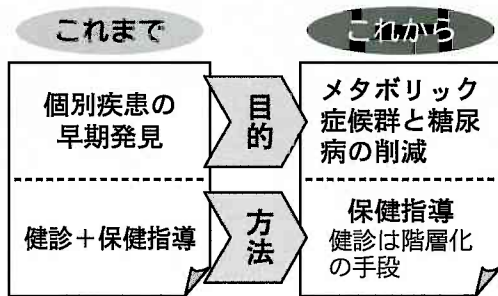 これまで
これから
個別疾患の
早期発見
目的
メタボリック
症候群と糖尿
病の削減
健診＋保健指導
方法
保健指導
健診は階層化
の手段